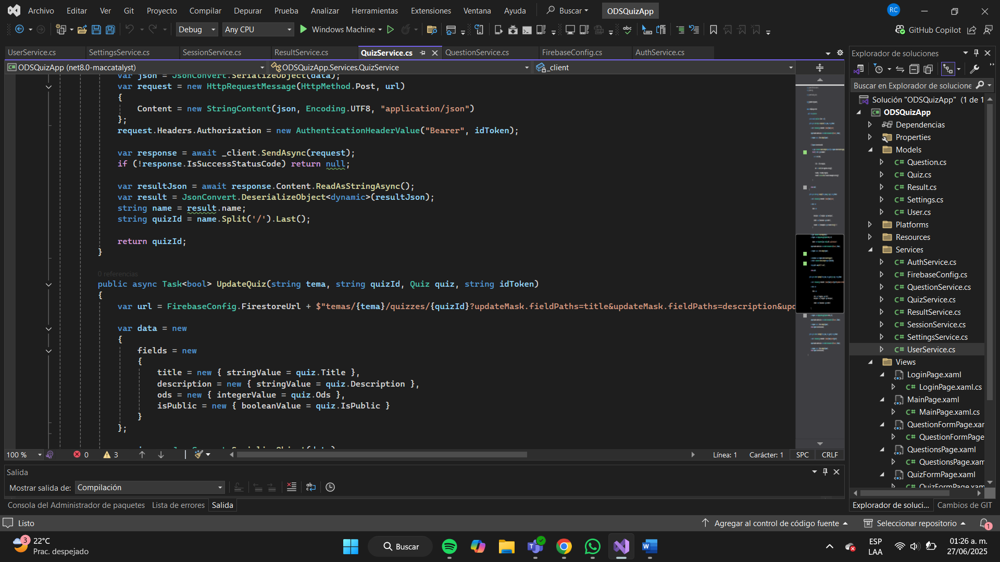 Archivo Editar Ver Git Proyecto Compilar Depurar Prueba Analizar Herramientas Extensiones Ventana Ayuda Buscar ODSQuizApp RC
Debug Any CPU Windows Machine abc GitHub Copilot
UserService.cs SettingsService.cs SessionService.cs ResultService.cs QuizService.cs QuestionService.cs FirebaseConfig.cs AuthService.cs
C# ODSQuizApp (net8.0-maccatalyst) ODSQuizApp.Services.QuizService _client
var json = JsonConvert.SerializeObject(data);
var request = new HttpRequestMessage(HttpMethod.Post, url)
{
Content = new StringContent(json, Encoding.UTF8, "application/json")
};
request.Headers.Authorization = new AuthenticationHeaderValue("Bearer", idToken);
var response = await _client.SendAsync(request);
if (!response.IsSuccessStatusCode) return null;
var resultJson = await response.Content.ReadAsStringAsync();
var result = JsonConvert.DeserializeObject<dynamic>(resultJson);
string name = result.name;
string quizId = name.Split('/').Last();
return quizId;
}
0 referencias
public async Task<bool> UpdateQuiz(string tema, string quizId, Quiz quiz, string idToken)
{
var url = FirebaseConfig.FirestoreUrl + $"temas/{tema}/quizzes/{quizId}?updateMask.fieldPaths=title&updateMask.fieldPaths=description&upd
var data = new
{
fields = new
{
title = new { stringValue = quiz.Title },
description = new { stringValue = quiz.Description },
ods = new { integerValue = quiz.Ods },
isPublic = new { booleanValue = quiz.IsPublic }
}
};
100 % 0 3 Línea: 1 Carácter: 1 SPC CRLF
Salida
Mostrar salida de: Compilación
Consola del Administrador de paquetes Lista de errores Salida
Explorador de soluciones
Buscar en Explorador de solucione
Solución "ODSQuizApp" (1 de 1
C# ODSQuizApp
Dependencias
Properties
Models
C# Question.cs
C# Quiz.cs
C# Result.cs
C# Settings.cs
C# User.cs
Platforms
Resources
Services
C# AuthService.cs
C# FirebaseConfig.cs
C# QuestionService.cs
C# QuizService.cs
C# ResultService.cs
C# SessionService.cs
C# SettingsService.cs
C# UserService.cs
Views
LoginPage.xaml
C# LoginPage.xaml.cs
MainPage.xaml
C# MainPage.xaml.cs
QuestionFormPage.xar
C# QuestionFormPage
QuestionsPage.xaml
C# QuestionsPage.xam
QuizFormPage.xaml
C# QuizFormPage.xam
Explorador de soluci... Cambios de GIT
Listo Agregar al control de código fuente Seleccionar repositorio 1
3 22°C
Prac. despejado
Buscar
ESP
LAA
01:26 a. m.
27/06/2025